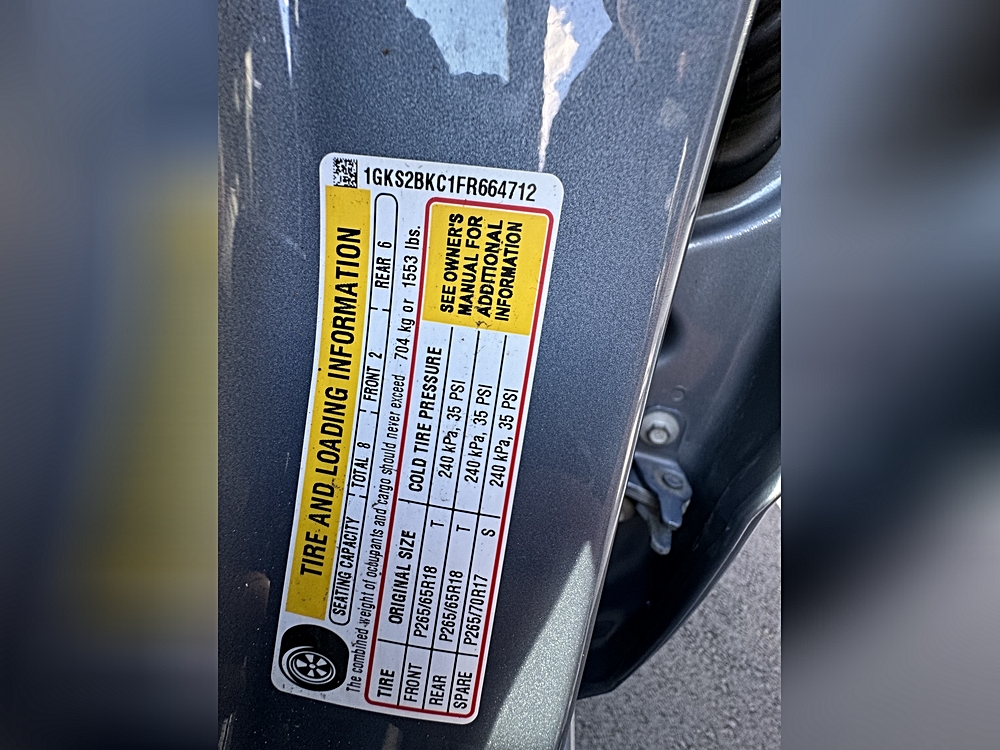 1GKS2BKC1FR664712
TIRE AND LOADING INFORMATION
SEATING CAPACITY TOTAL 8 FRONT 2 REAR 6
The combined weight of occupants and cargo should never exceed 704 kg or 1553 lbs.
TIRE ORIGINAL SIZE COLD TIRE PRESSURE
FRONT P265/65R18 T 240 kPa, 35 PSI
REAR P265/65R18 T 240 kPa, 35 PSI
SPARE P265/70R17 S 240 kPa, 35 PSI
SEE OWNER'S
MANUAL FOR
ADDITIONAL
INFORMATION